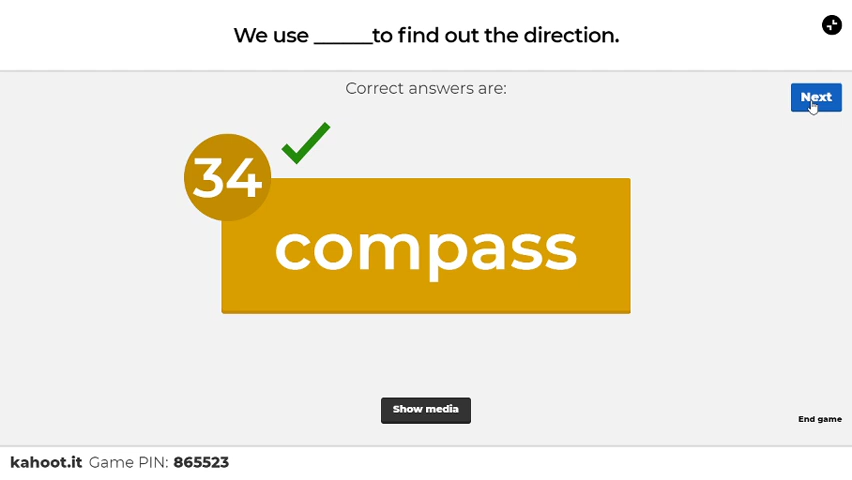 We use ______to find out the direction.
Correct answers are:
Next
34
compass
Show media
End game
kahoot.it Game PIN: 865523